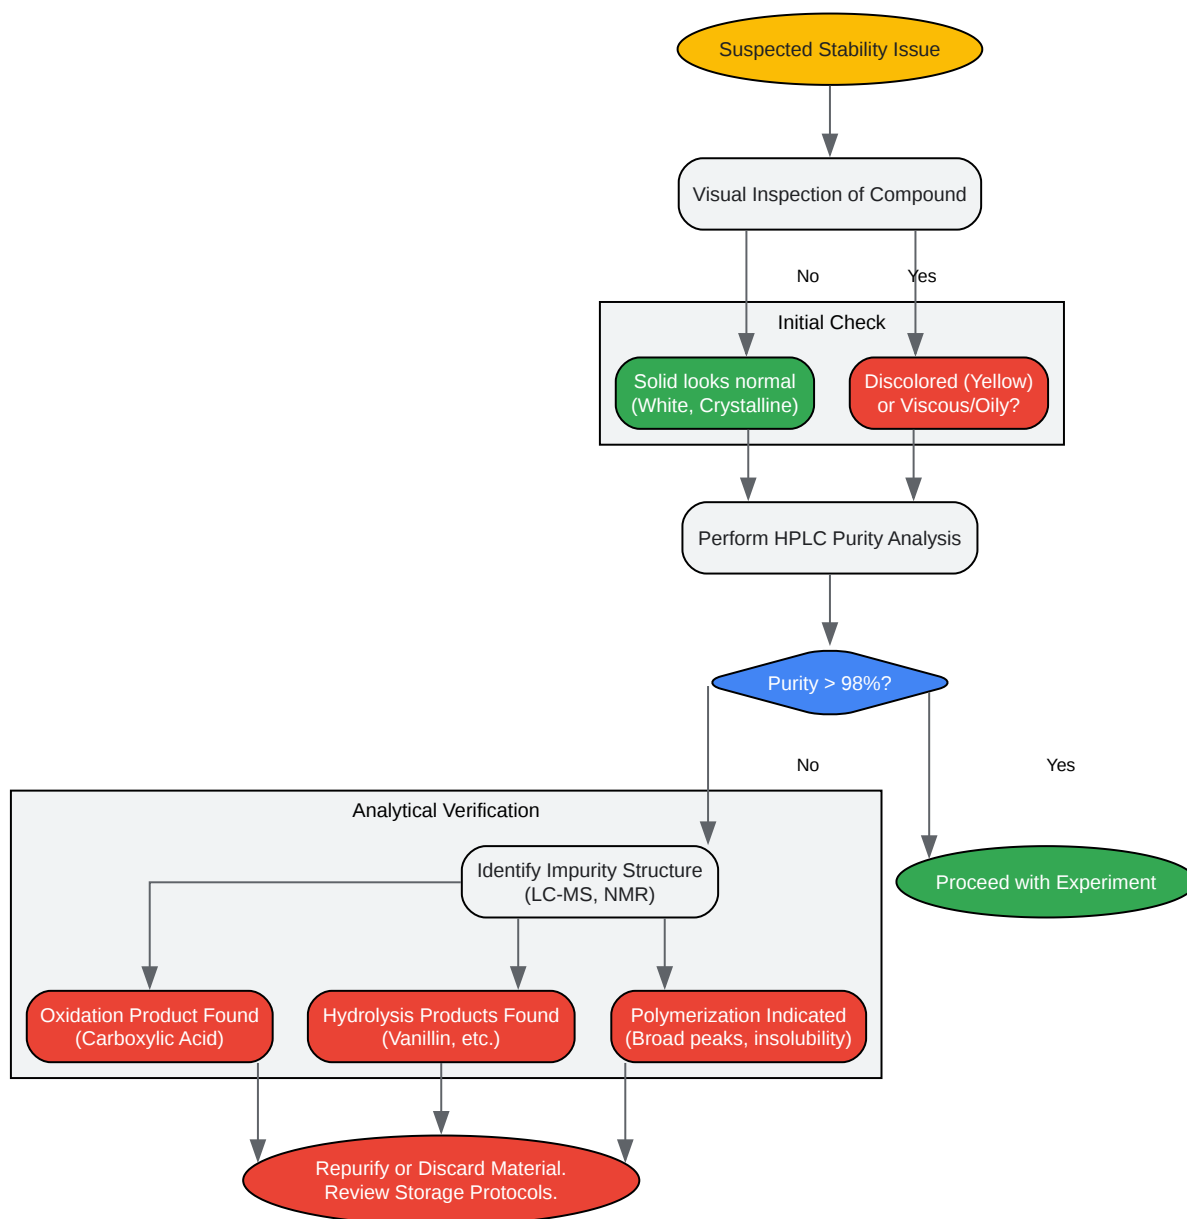 Suspected Stability Issue
Visual Inspection of Compound
No
Yes
Initial Check
Solid looks normal
(White, Crystalline)
Discolored (Yellow)
or Viscous/Oily?
Perform HPLC Purity Analysis
Purity > 98%?
No
Yes
Analytical Verification
Identify Impurity Structure
(LC-MS, NMR)
Proceed with Experiment
Oxidation Product Found
(Carboxylic Acid)
Hydrolysis Products Found
(Vanillin, etc.)
Polymerization Indicated
(Broad peaks, insolubility)
Repurify or Discard Material.
Review Storage Protocols.